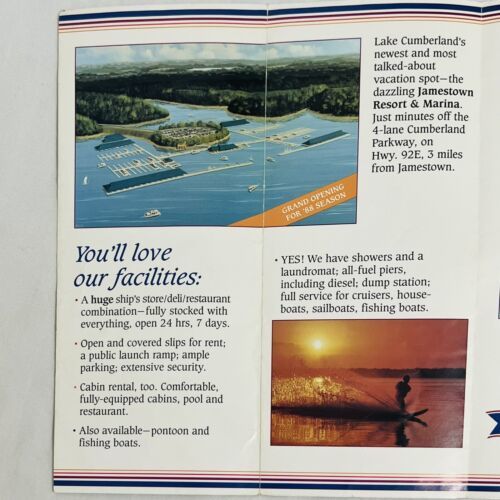 Lake Cumberland's
newest and most
talked-about
vacation spot—the
dazzling Jamestown
Resort & Marina.
Just minutes off the
4-lane Cumberland
Parkway, on
Hwy. 92E, 3 miles
from Jamestown.
GRAND OPENING
FOR '88 SEASON
You'll love
our facilities:
• A huge ship's store/deli/restaurant
combination—fully stocked with
everything, open 24 hrs, 7 days.
• Open and covered slips for rent;
a public launch ramp; ample
parking; extensive security.
• Cabin rental, too. Comfortable,
fully-equipped cabins, pool and
restaurant.
• Also available—pontoon and
fishing boats.
• YES! We have showers and a
laundromat; all-fuel piers,
including diesel; dump station;
full service for cruisers, house-
boats, sailboats, fishing boats.